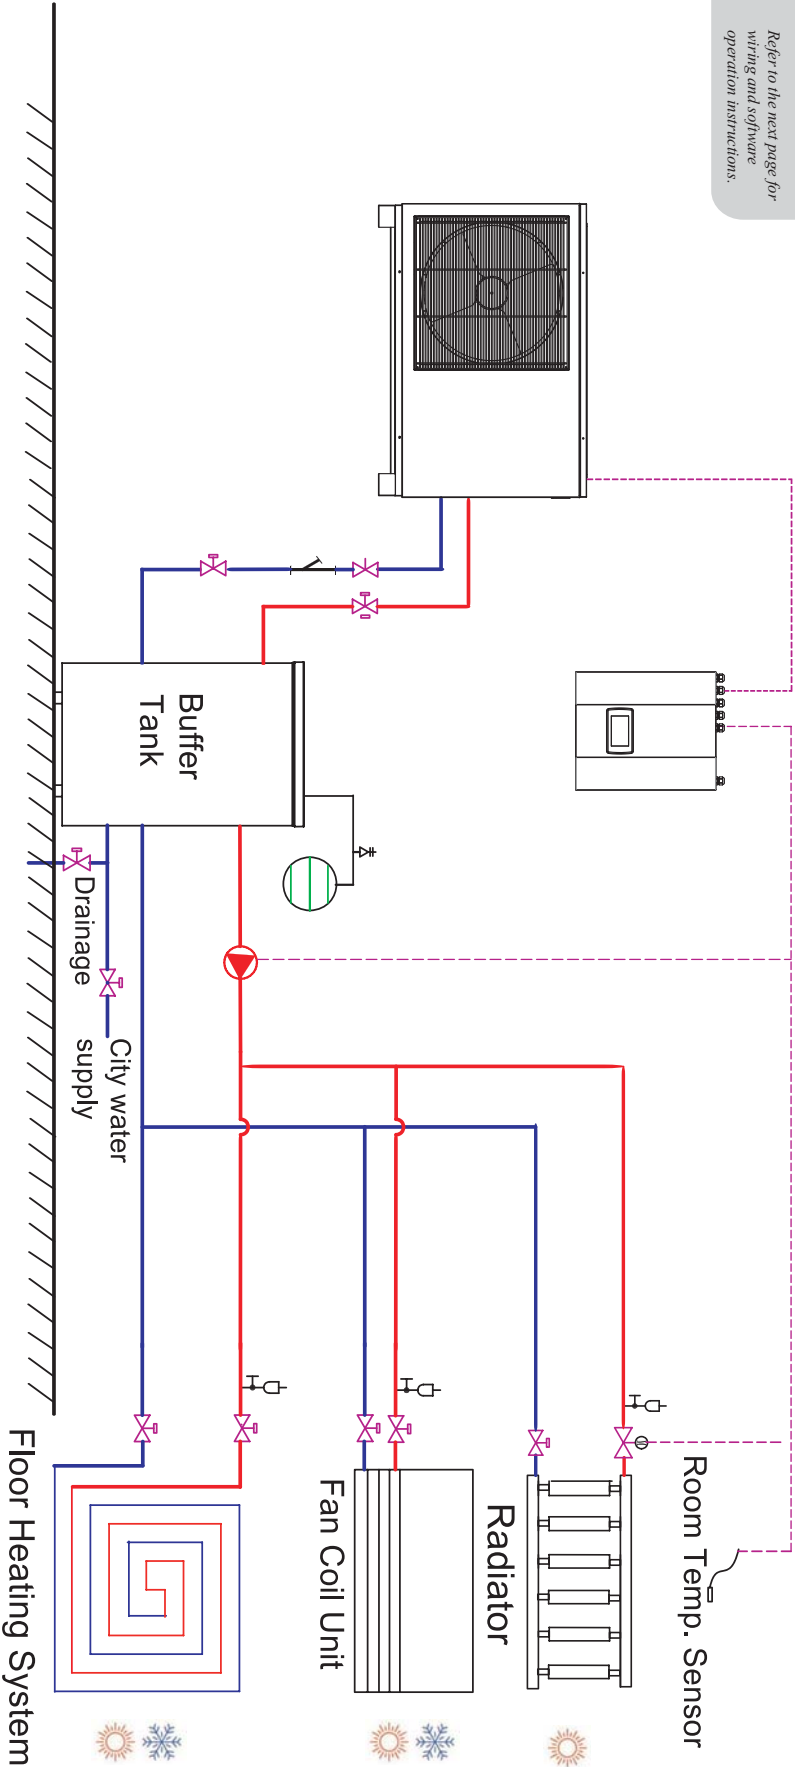 Refer to the next page for
wiring and software
operation instructions.
Buffer
Tank
Drainage
City water
supply
Room Temp. Sensor
Radiator
Fan Coil Unit
Floor Heating System